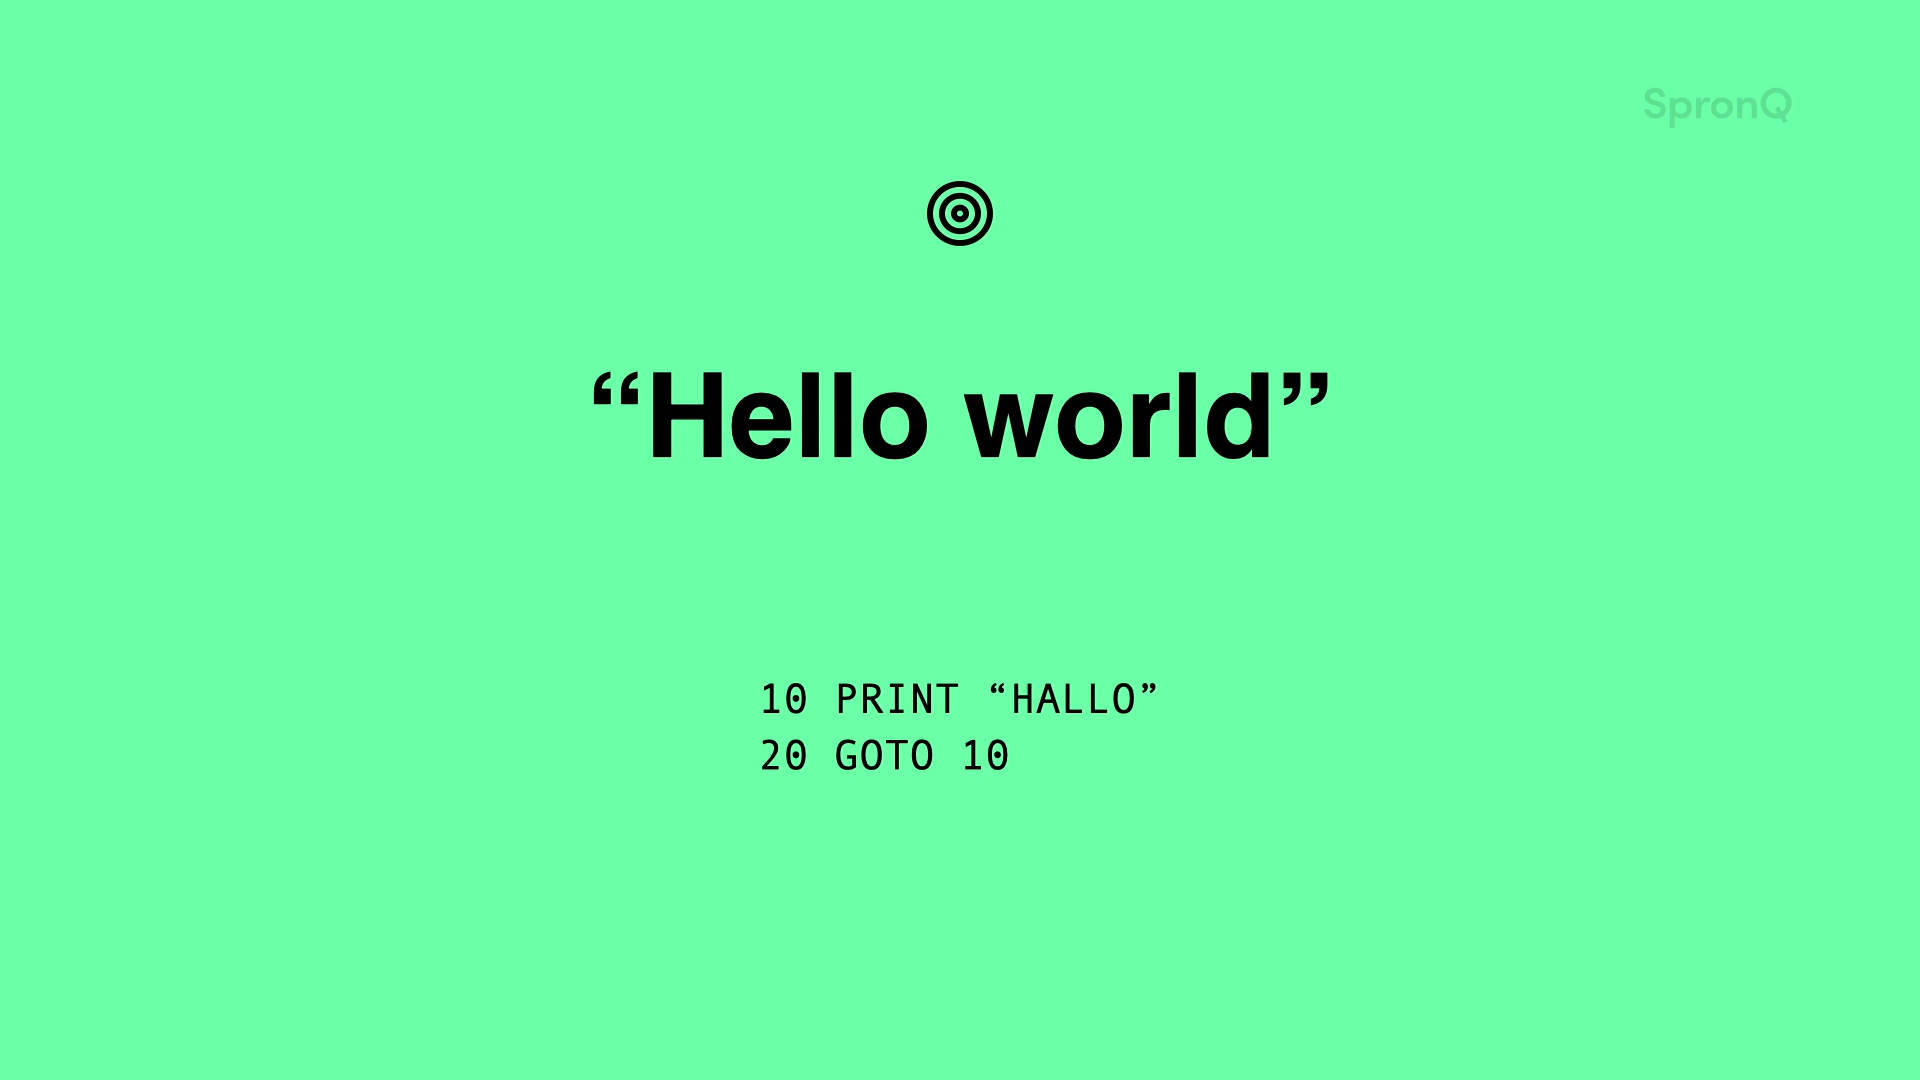 SpronQ
“Hello world”
10 PRINT “HALLO”
20 GOTO 10